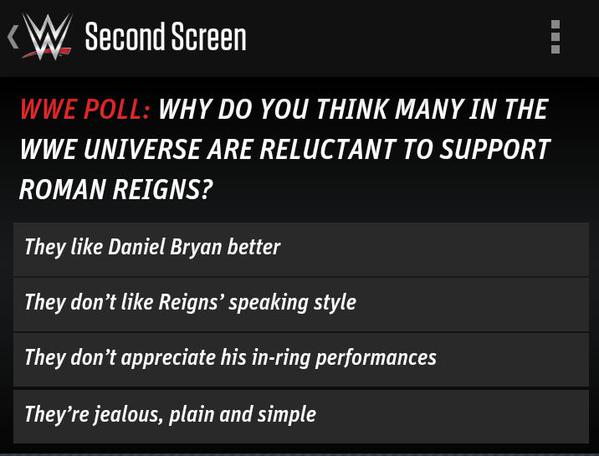 Second Screen
WWE POLL: WHY DO YOU THINK MANY IN THE
WWE UNIVERSE ARE RELUCTANT TO SUPPORT
ROMAN REIGNS?
They like Daniel Bryan better
They don't like Reigns' speaking style
They don't appreciate his in-ring performances
They're jealous, plain and simple